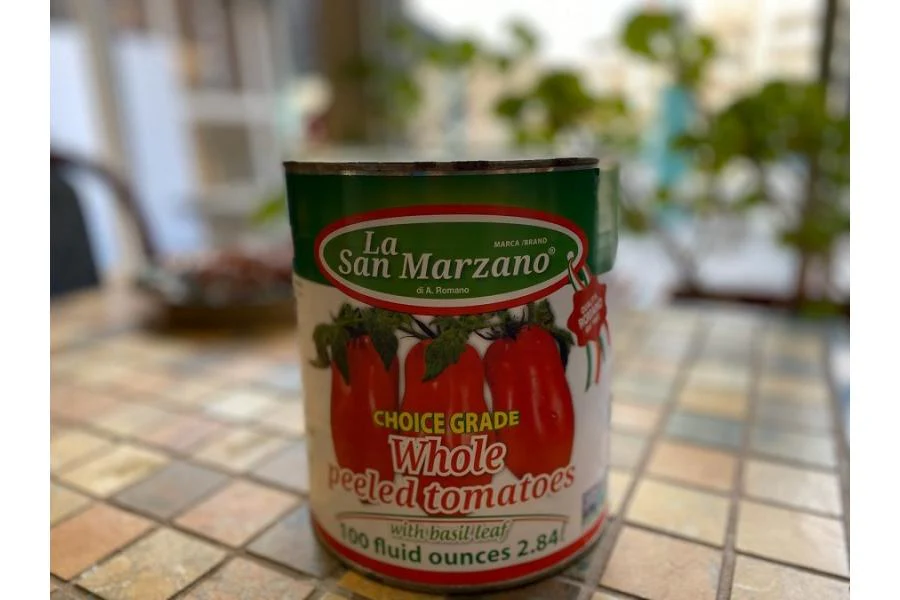 La
MARCA / BRAND
San Marzano®
di A. Romano
CHOICE GRADE
Whole
peeled tomatoes
with basil leaf
100 fluid ounces 2.84